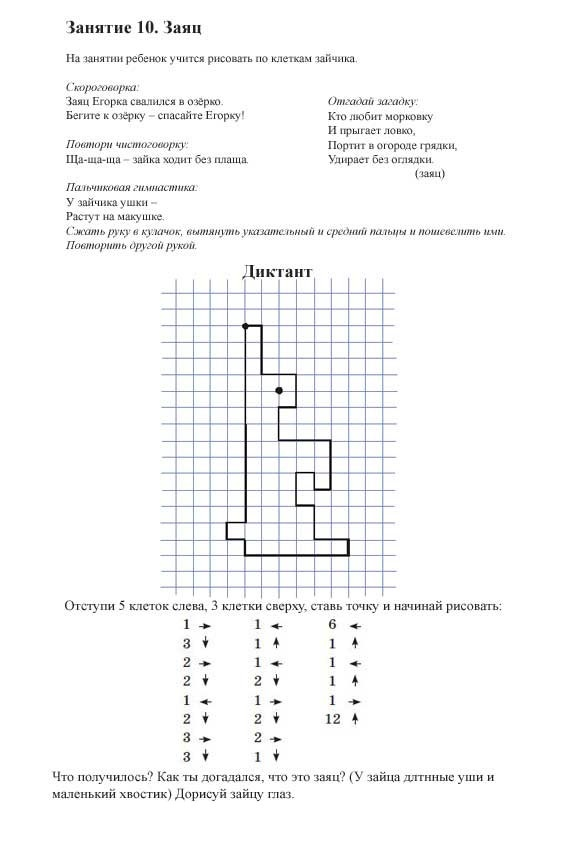 Занятие 10. Заяц
На занятии ребенок учится рисовать по клеткам зайчика.
Скороговорка:
Заяц Егорка свалился в озёрко.
Бегите к озёрку – спасайте Егорку!
Повтори чистоговорку:
Ща-ща-ща – зайка ходит без плаща.
Отгадай загадку:
Кто любит морковку
И прыгает ловко,
Портит в огороде грядки,
Удирает без оглядки.
(заяц)
Пальчиковая гимнастика:
У зайчика ушки –
Растут на макушке.
Сжать руку в кулачок, вытянуть указательный и средний пальцы и пошевелить ими.
Повторить другой рукой.
Диктант
Отступи 5 клеток слева, 3 клетки сверху, ставь точку и начинай рисовать:
1 → 1 ← 6 ←
3 ↓ 1 ↑ 1 ↑
2 → 1 ← 1 ←
2 ↓ 2 ↓ 1 ↑
1 ← 1 → 1 →
2 ↓ 2 ↓ 12 ↑
3 → 2 →
3 ↓ 1 ↓
Что получилось? Как ты догадался, что это заяц? (У зайца длтнные уши и
маленький хвостик) Дорисуй зайцу глаз.